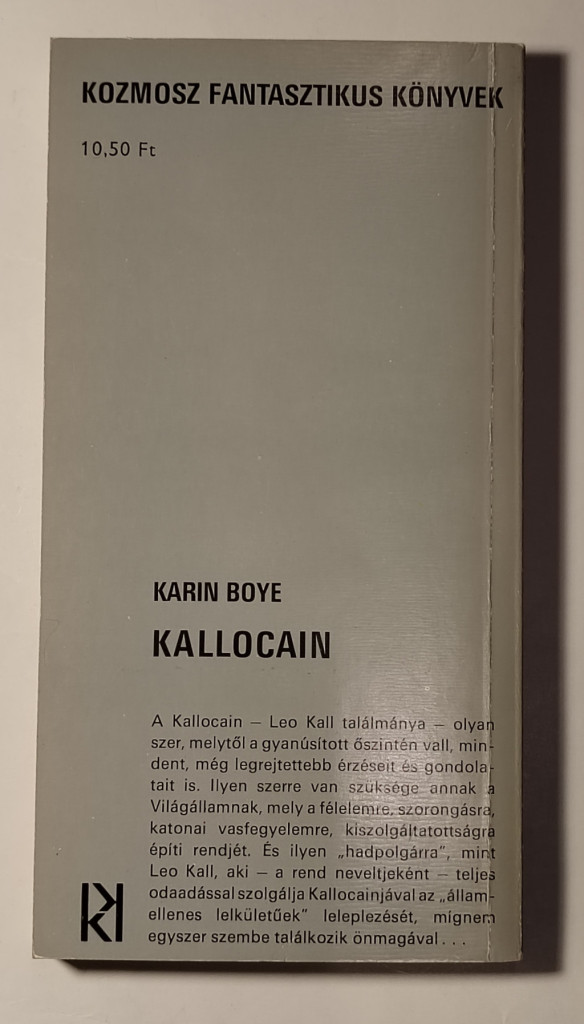 KOZMOSZ FANTASZTIKUS KÖNYVEK
10,50 Ft
KARIN BOYE
KALLOCAIN
A Kallocain – Leo Kall találmánya – olyan
szer, melytől a gyanúsított őszintén vall, min-
dent, még legrejtettebb érzéseit és gondola-
tait is. Ilyen szerre van szüksége annak a
Világállamnak, mely a félelemre, szorongásra,
katonai vasfegyelemre, kiszolgáltatottságra
építi rendjét. És ilyen „hadpolgárra”, mint
Leo Kall, aki – a rend neveltjeként – teljes
odaadással szolgálja Kallocainjával az „állam-
ellenes lelkületűek” leleplezését, mígnem
egyszer szembe találkozik önmagával...